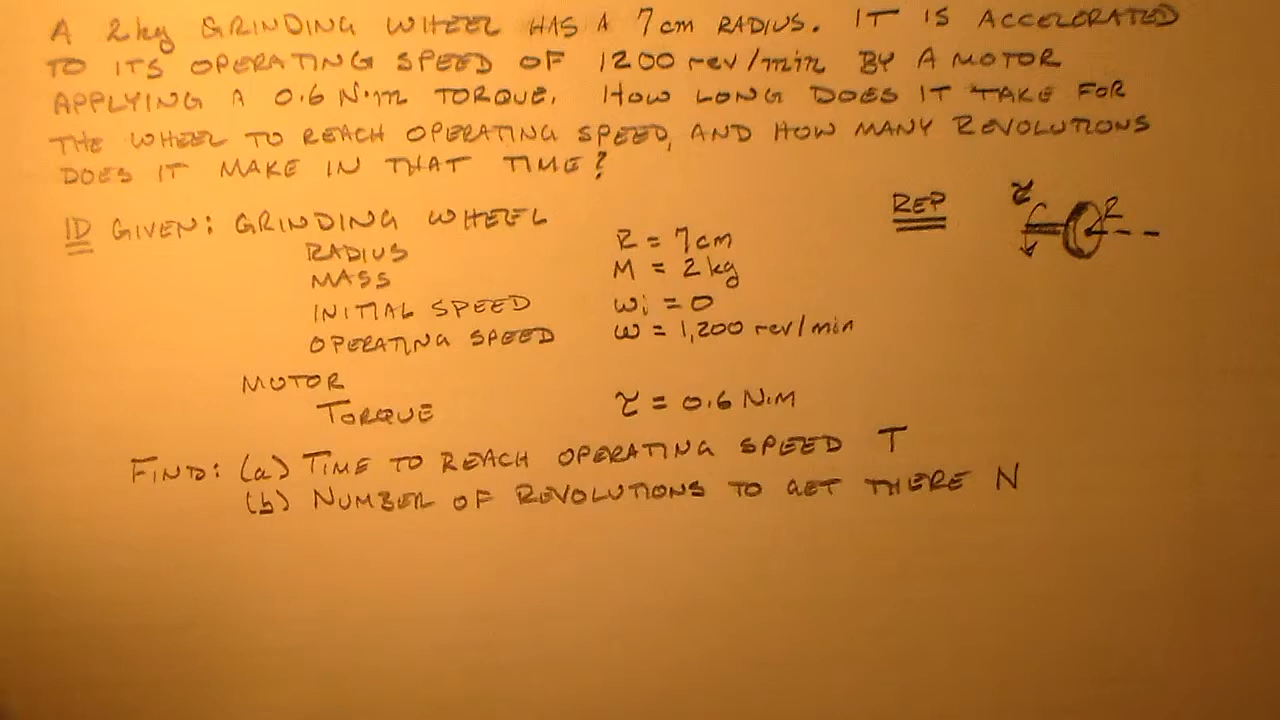 A 2kg GRINDING WHEEL HAS A 7cm RADIUS. IT IS ACCELERATED
TO ITS OPERATING SPEED OF 1200 rev/min BY A MOTOR
APPLYING A 0.6 N·m TORQUE. HOW LONG DOES IT TAKE FOR
THE WHEEL TO REACH OPERATING SPEED, AND HOW MANY REVOLUTIONS
DOES IT MAKE IN THAT TIME?
ID GIVEN: GRINDING WHEEL
RADIUS R = 7cm
MASS M = 2kg
INITIAL SPEED ωi = 0
OPERATING SPEED ω = 1,200 rev/min
MOTOR
TORQUE τ = 0.6 N·M
FIND: (a) TIME TO REACH OPERATING SPEED T
(b) NUMBER OF REVOLUTIONS TO GET THERE N
REP
τ
R